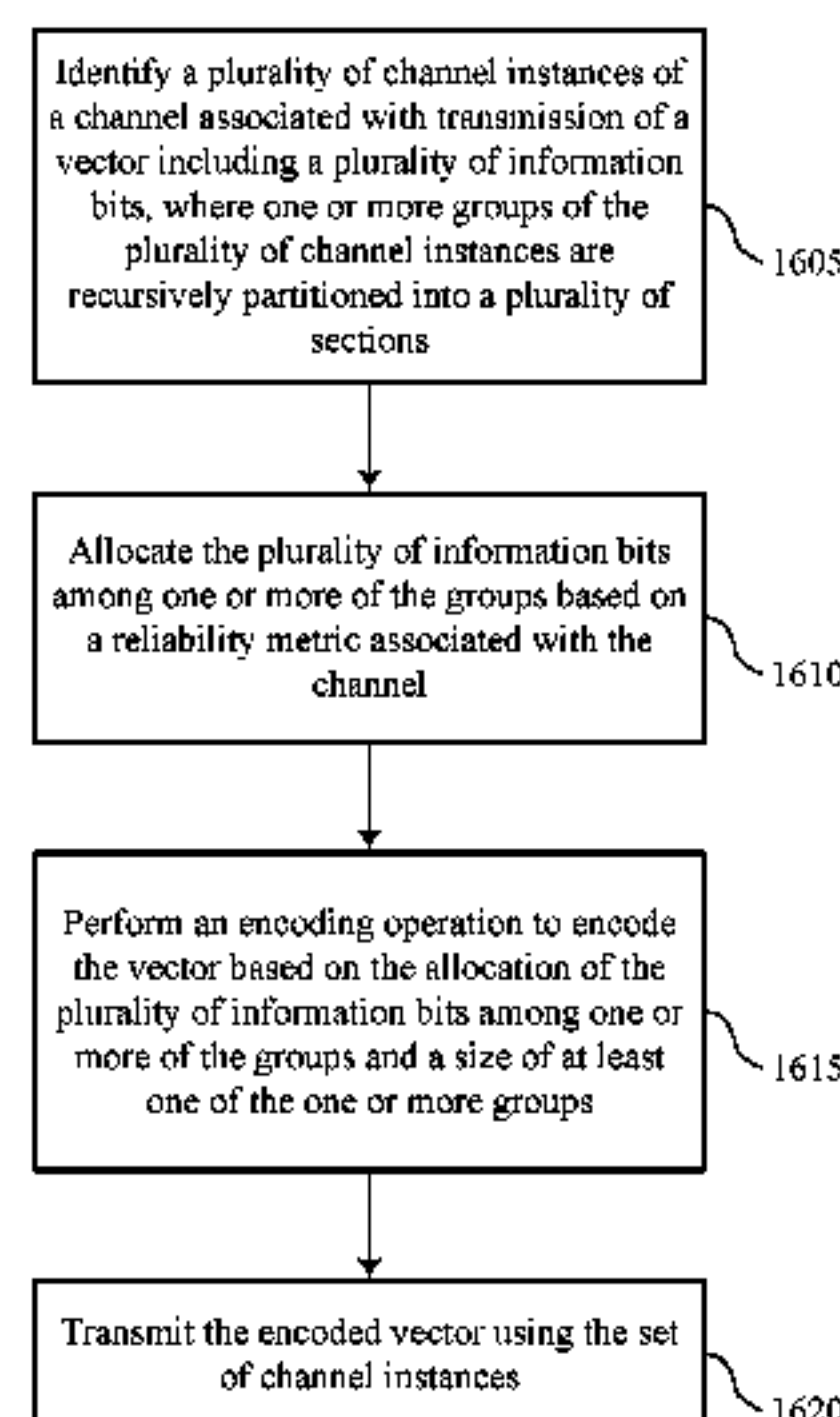 Identify a plurality of channel instances of
a channel associated with transmission of a
vector including a plurality of information
bits, where one or more groups of the
plurality of channel instances are
recursively partitioned into a plurality of
sections
1605
Allocate the plurality of information bits
among one or more of the groups based on
a reliability metric associated with the
channel
1610
Perform an encoding operation to encode
the vector based on the allocation of the
plurality of information bits among one or
more of the groups and a size of at least
one of the one or more groups
1615
Transmit the encoded vector using the set
of channel instances
1620